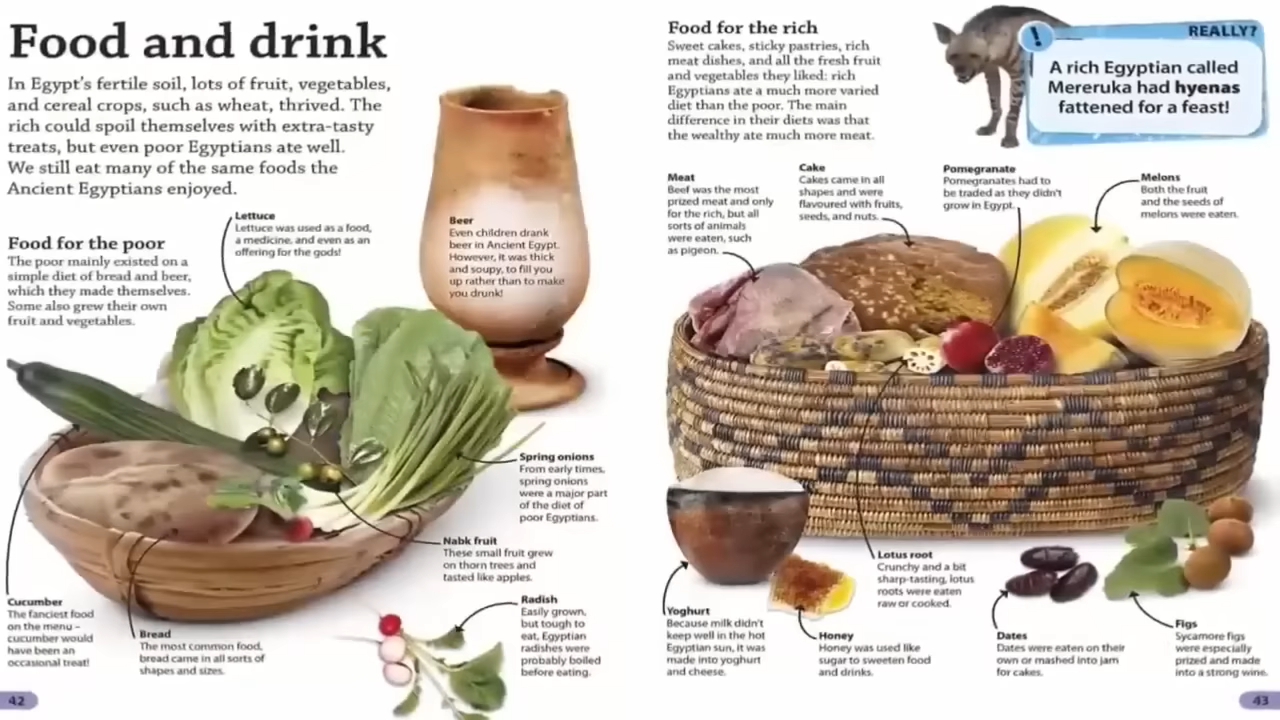 Food and drink
In Egypt's fertile soil, lots of fruit, vegetables,
and cereal crops, such as wheat, thrived. The
rich could spoil themselves with extra-tasty
treats, but even poor Egyptians ate well.
We still eat many of the same foods the
Ancient Egyptians enjoyed.
Food for the poor
The poor mainly existed on a
simple diet of bread and beer,
which they made themselves.
Some also grew their own
fruit and vegetables.
Lettuce
Lettuce was used as a food,
a medicine, and even as an
offering for the gods!
Beer
Even children drank
beer in Ancient Egypt.
However, it was thick
and soupy, to fill you
up rather than to make
you drunk!
Spring onions
From early times,
spring onions
were a major part
of the diet of
poor Egyptians.
Nabk fruit
These small fruit grew
on thorn trees and
tasted like apples.
Cucumber
The fanciest food
on the menu –
cucumber would
have been an
occasional treat!
Bread
The most common food,
bread came in all sorts of
shapes and sizes.
Radish
Easily grown,
but tough to
eat, Egyptian
radishes were
probably boiled
before eating.
42
Food for the rich
Sweet cakes, sticky pastries, rich
meat dishes, and all the fresh fruit
and vegetables they liked: rich
Egyptians ate a much more varied
diet than the poor. The main
difference in their diets was that
the wealthy ate much more meat.
!
REALLY?
A rich Egyptian called
Mereruka had hyenas
fattened for a feast!
Meat
Beef was the most
prized meat and only
for the rich, but all
sorts of animals
were eaten, such
as pigeon.
Cake
Cakes came in all
shapes and were
flavoured with fruits,
seeds, and nuts.
Pomegranate
Pomegranates had to
be traded as they didn't
grow in Egypt.
Melons
Both the fruit
and the seeds of
melons were eaten.
Yoghurt
Because milk didn't
keep well in the hot
Egyptian sun, it was
made into yoghurt
and cheese.
Honey
Honey was used like
sugar to sweeten food
and drinks.
Lotus root
Crunchy and a bit
sharp-tasting, lotus
roots were eaten
raw or cooked.
Dates
Dates were eaten on their
own or mashed into jam
for cakes.
Figs
Sycamore figs
were especially
prized and made
into a strong wine.
43